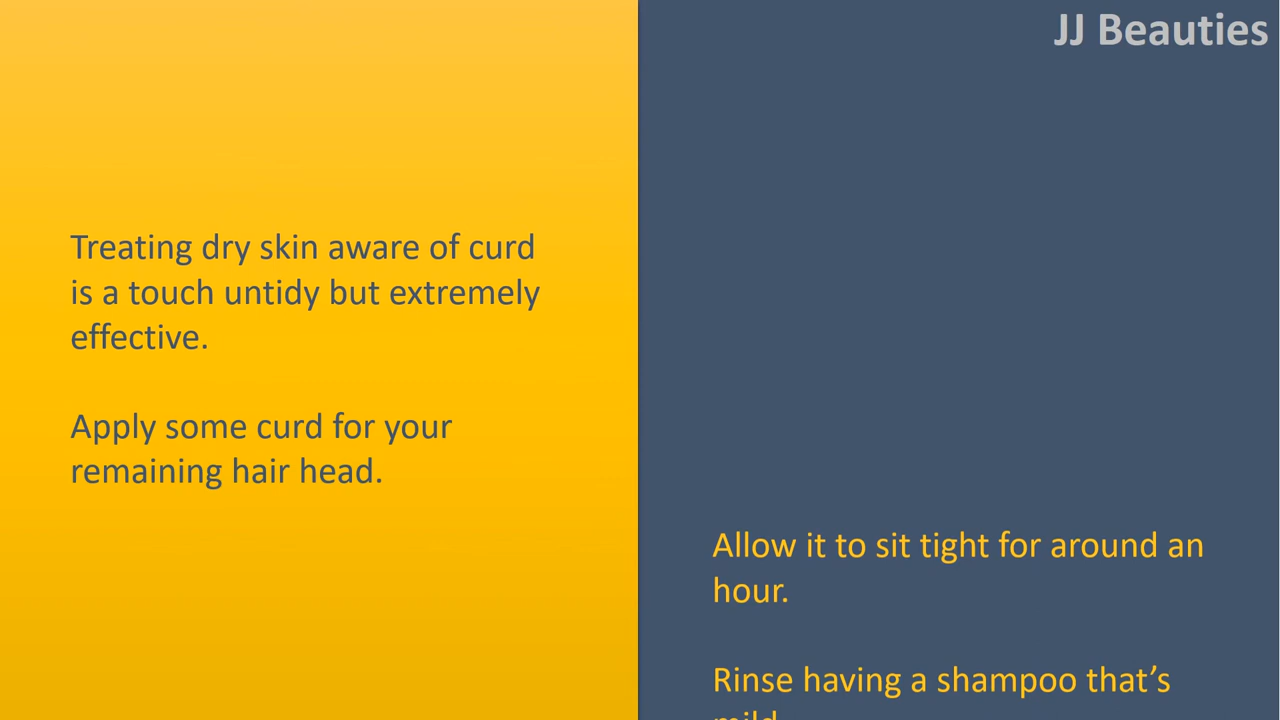 JJ Beauties
Treating dry skin aware of curd
is a touch untidy but extremely
effective.
Apply some curd for your
remaining hair head.
Allow it to sit tight for around an
hour.
Rinse having a shampoo that’s
mild